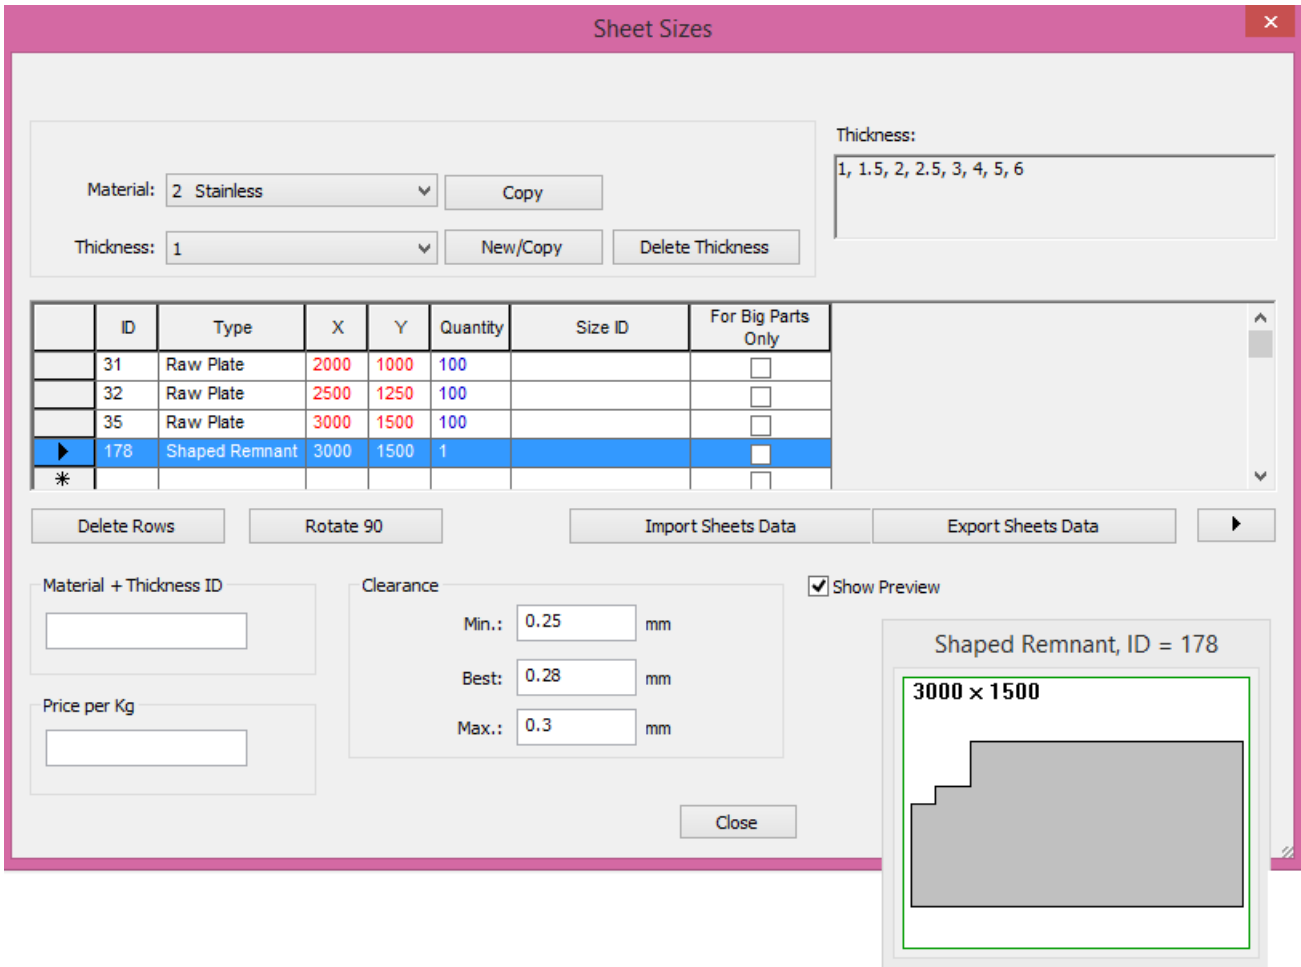 Sheet Sizes
Thickness:
1, 1.5, 2, 2.5, 3, 4, 5, 6
Material: 2 Stainless Copy
Thickness: 1 New/Copy Delete Thickness
ID Type X Y Quantity Size ID For Big Parts Only
31 Raw Plate 2000 1000 100
32 Raw Plate 2500 1250 100
35 Raw Plate 3000 1500 100
178 Shaped Remnant 3000 1500 1
Delete Rows Rotate 90 Import Sheets Data Export Sheets Data
Material + Thickness ID
Clearance
Min.: 0.25 mm
Best: 0.28 mm
Max.: 0.3 mm
Price per Kg
Show Preview
Shaped Remnant, ID = 178
3000 x 1500
Close